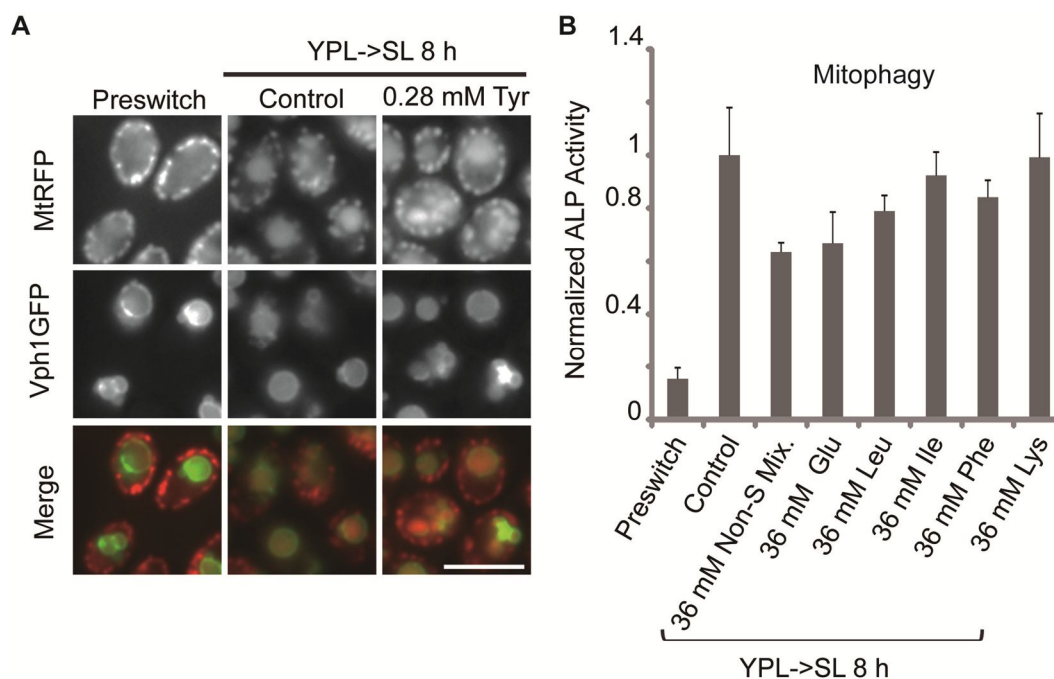 A
YPL->SL 8 h
Preswitch
Control
0.28 mM Tyr
MtRFP
Vph1GFP
Merge
B
Mitophagy
Normalized ALP Activity
1.4
1
0.8
0.4
0
Preswitch
Control
36 mM Non-S Mix.
36 mM Glu
36 mM Leu
36 mM Ile
36 mM Phe
36 mM Lys
YPL->SL 8 h